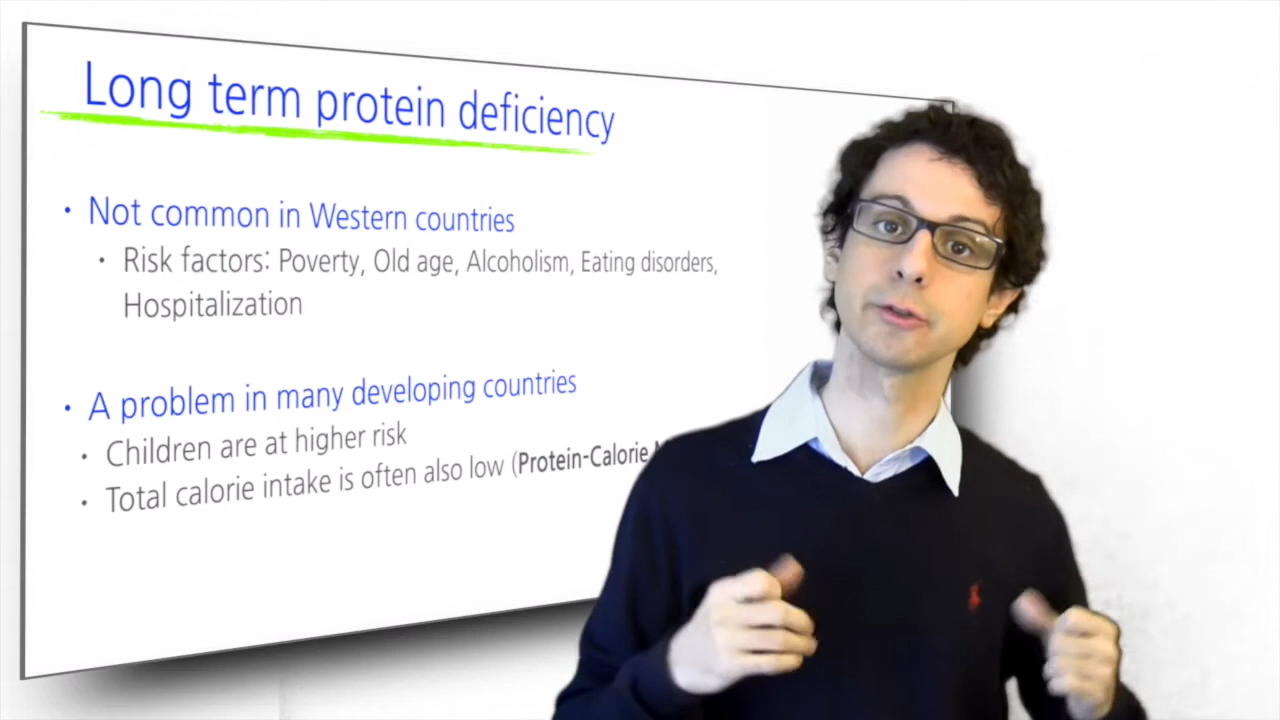 Long term protein deficiency
• Not common in Western countries
• Risk factors: Poverty, Old age, Alcoholism, Eating disorders,
Hospitalization
• A problem in many developing countries
• Children are at higher risk
• Total calorie intake is often also low (Protein-Calorie